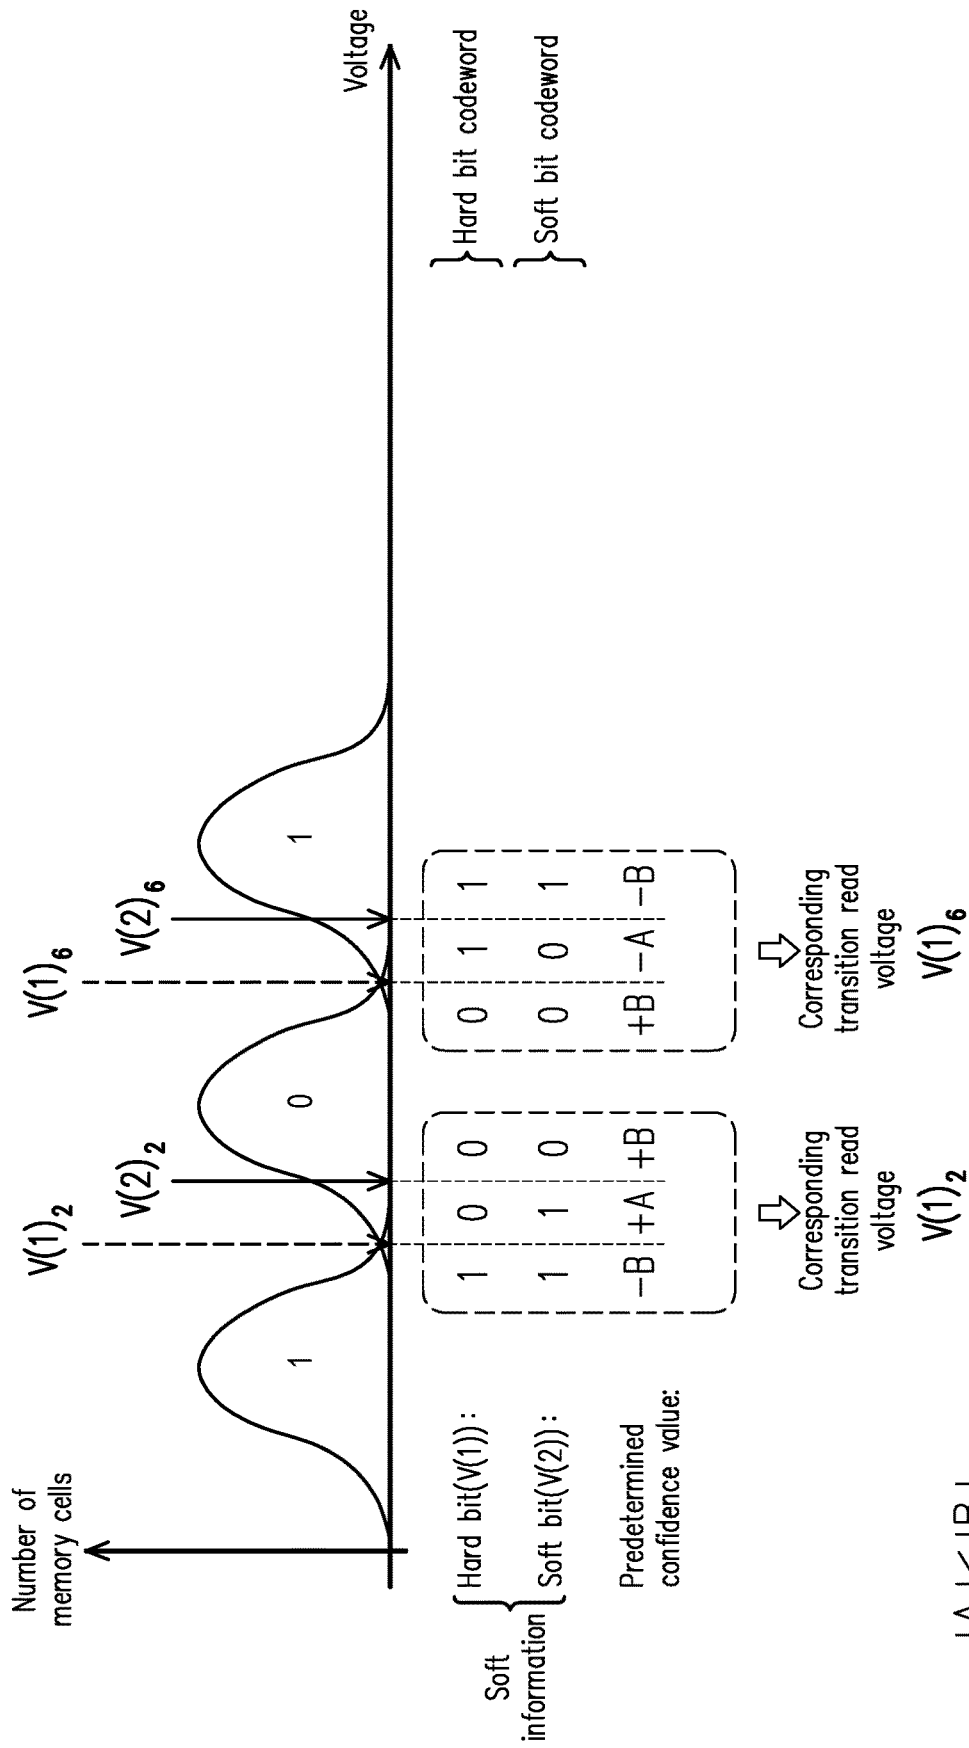 Number of
memory cells
Voltage
V(1)2
V(2)2
V(1)6
V(2)6
1
0
1
Soft
information
Hard bit(V(1)):
1 0 0
0 1 1
Hard bit codeword
Soft bit(V(2)):
1 1 0
0 0 1
Soft bit codeword
Predetermined
confidence value:
−B +A +B
+B −A −B
Corresponding
transition read
voltage
V(1)2
Corresponding
transition read
voltage
V(1)6